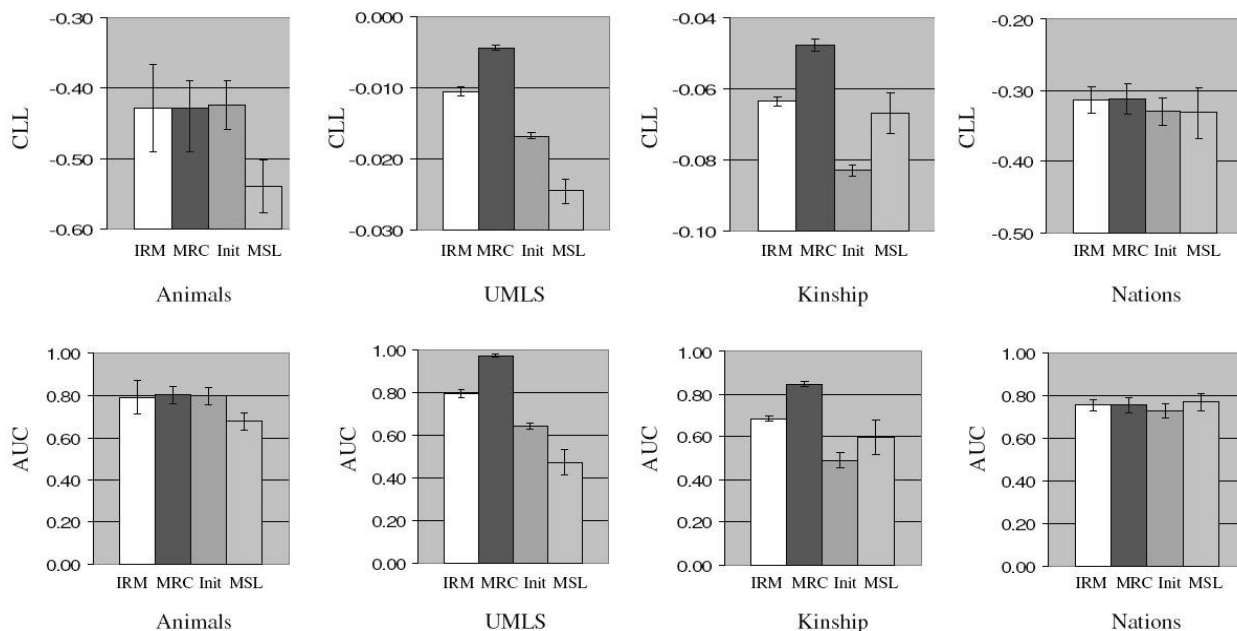 -0.30
-0.40
-0.50
-0.60
CLL
IRM MRC Init MSL
Animals
0.000
-0.010
-0.020
-0.030
CLL
IRM MRC Init MSL
UMLS
-0.04
-0.06
-0.08
-0.10
CLL
IRM MRC Init MSL
Kinship
-0.20
-0.30
-0.40
-0.50
CLL
IRM MRC Init MSL
Nations
1.00
0.80
0.60
0.40
0.20
0.00
AUC
IRM MRC Init MSL
Animals
1.00
0.80
0.60
0.40
0.20
0.00
AUC
IRM MRC Init MSL
UMLS
1.00
0.80
0.60
0.40
0.20
0.00
AUC
IRM MRC Init MSL
Kinship
1.00
0.80
0.60
0.40
0.20
0.00
AUC
IRM MRC Init MSL
Nations